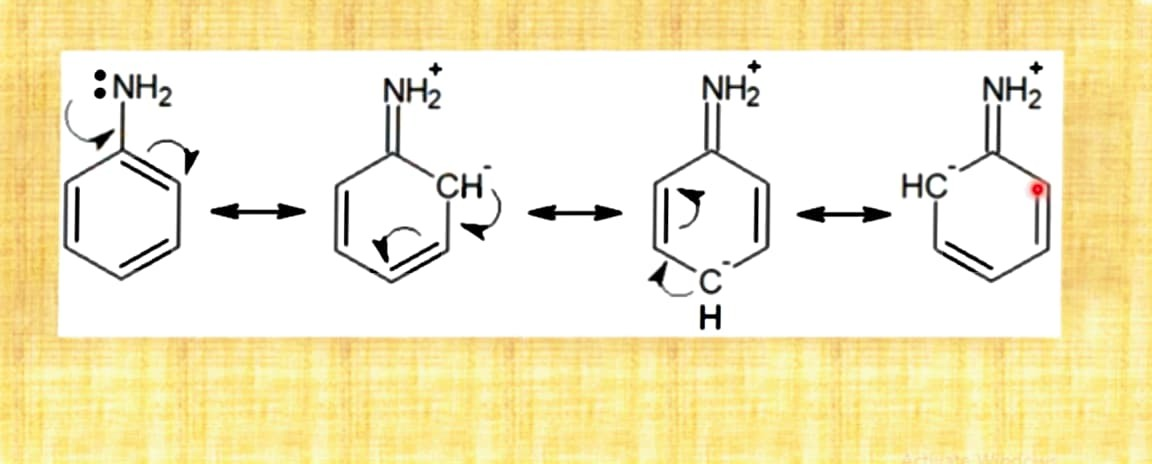 :NH2
NH2+
NH2+
NH2+
CH-
HC-
C-
H